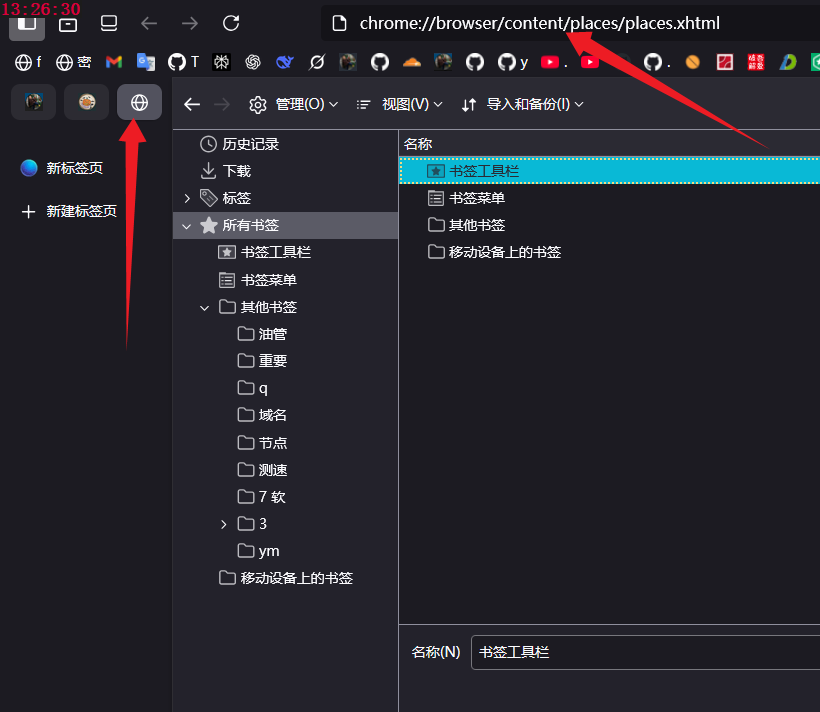 13:26:30
chrome://browser/content/places/places.xhtml
f 密 T y . . .
管理(O) 视图(V) 导入和备份(I)
新标签页
新建标签页
历史记录
下载
标签
所有书签
书签工具栏
书签菜单
其他书签
油管
重要
q
域名
节点
测速
7 软
3
ym
移动设备上的书签
名称
书签工具栏
书签菜单
其他书签
移动设备上的书签
名称(N) 书签工具栏